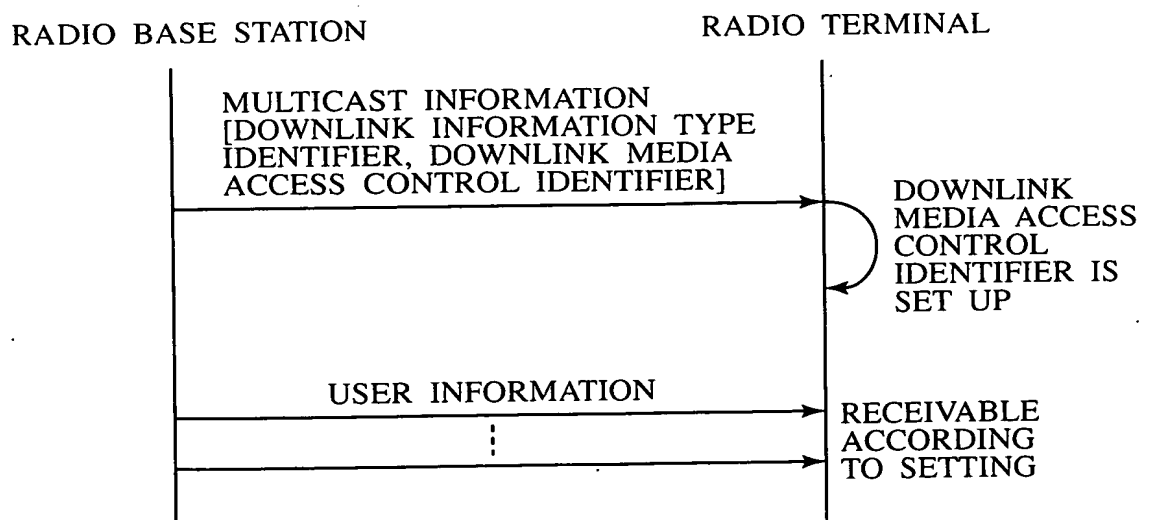 RADIO BASE STATION
RADIO TERMINAL
MULTICAST INFORMATION
[DOWNLINK INFORMATION TYPE
IDENTIFIER, DOWNLINK MEDIA
ACCESS CONTROL IDENTIFIER]
DOWNLINK
MEDIA ACCESS
CONTROL
IDENTIFIER IS
SET UP
USER INFORMATION
RECEIVABLE
ACCORDING
TO SETTING